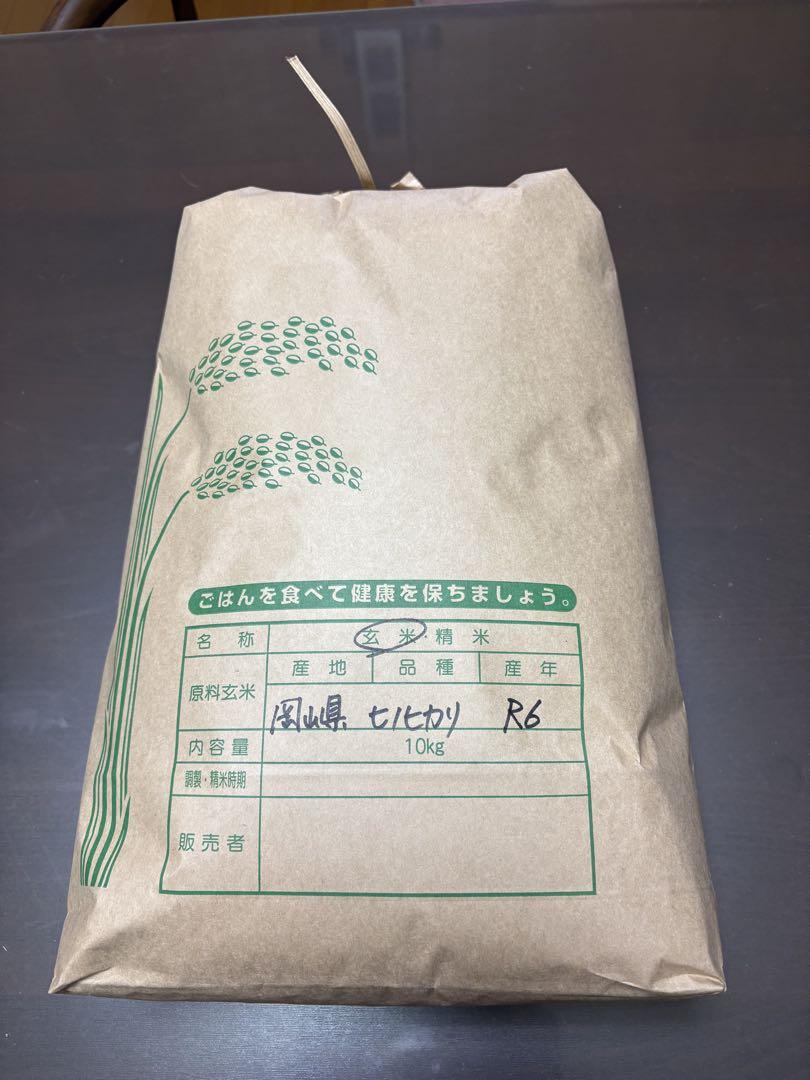 ごはんを食べて健康を保ちましょう。
名称 玄米・精米
原料玄米 産地 品種 産年
岡山県 ヒノヒカリ R6
内容量 10kg
調製・精米時期
販売者